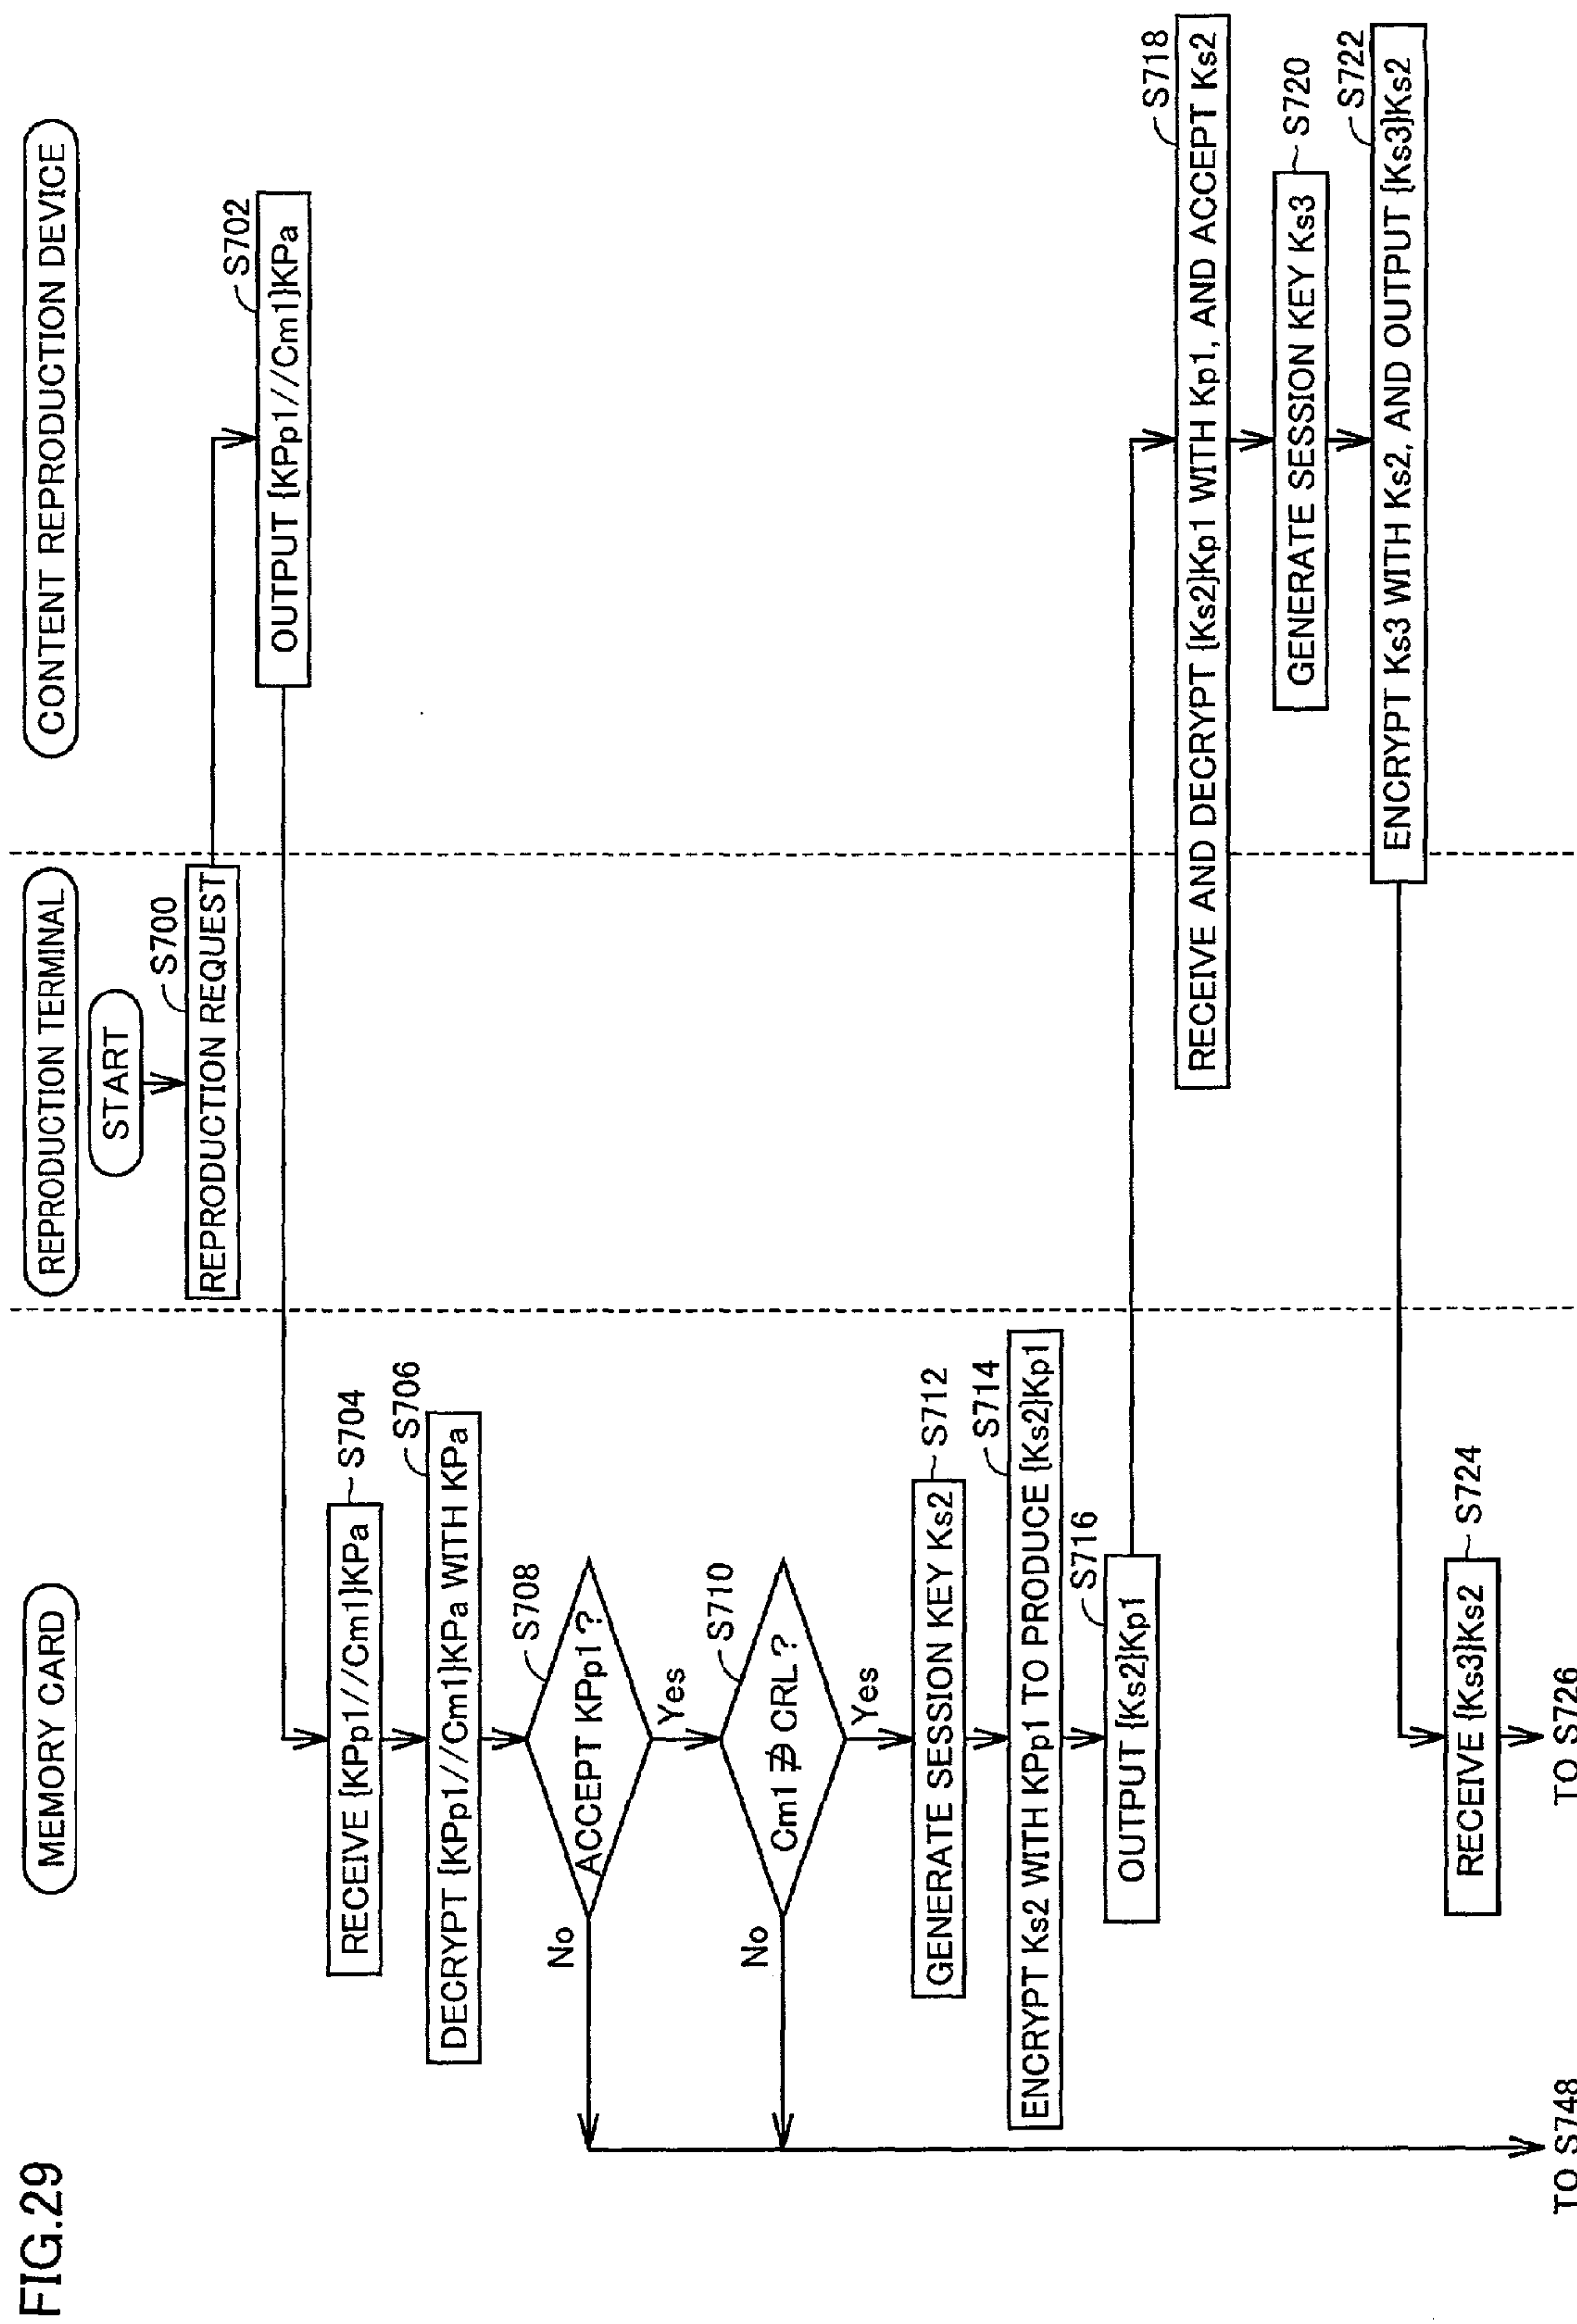 FIG.29
MEMORY CARD
REPRODUCTION TERMINAL
CONTENT REPRODUCTION DEVICE
START
S700
REPRODUCTION REQUEST
S702
OUTPUT {KPp1//Cm1}KPa
S704
RECEIVE {KPp1//Cm1}KPa
S706
DECRYPT {KPp1//Cm1}KPa WITH KPa
S708
ACCEPT KPp1?
No
Yes
S710
Cm1 ∌ CRL?
No
Yes
S712
GENERATE SESSION KEY Ks2
S714
ENCRYPT Ks2 WITH KPp1 TO PRODUCE {Ks2}Kp1
S716
OUTPUT {Ks2}Kp1
S718
RECEIVE AND DECRYPT {Ks2}Kp1 WITH Kp1, AND ACCEPT Ks2
S720
GENERATE SESSION KEY Ks3
S722
ENCRYPT Ks3 WITH Ks2, AND OUTPUT {Ks3}Ks2
S724
RECEIVE {Ks3}Ks2
TO S748
TO S726